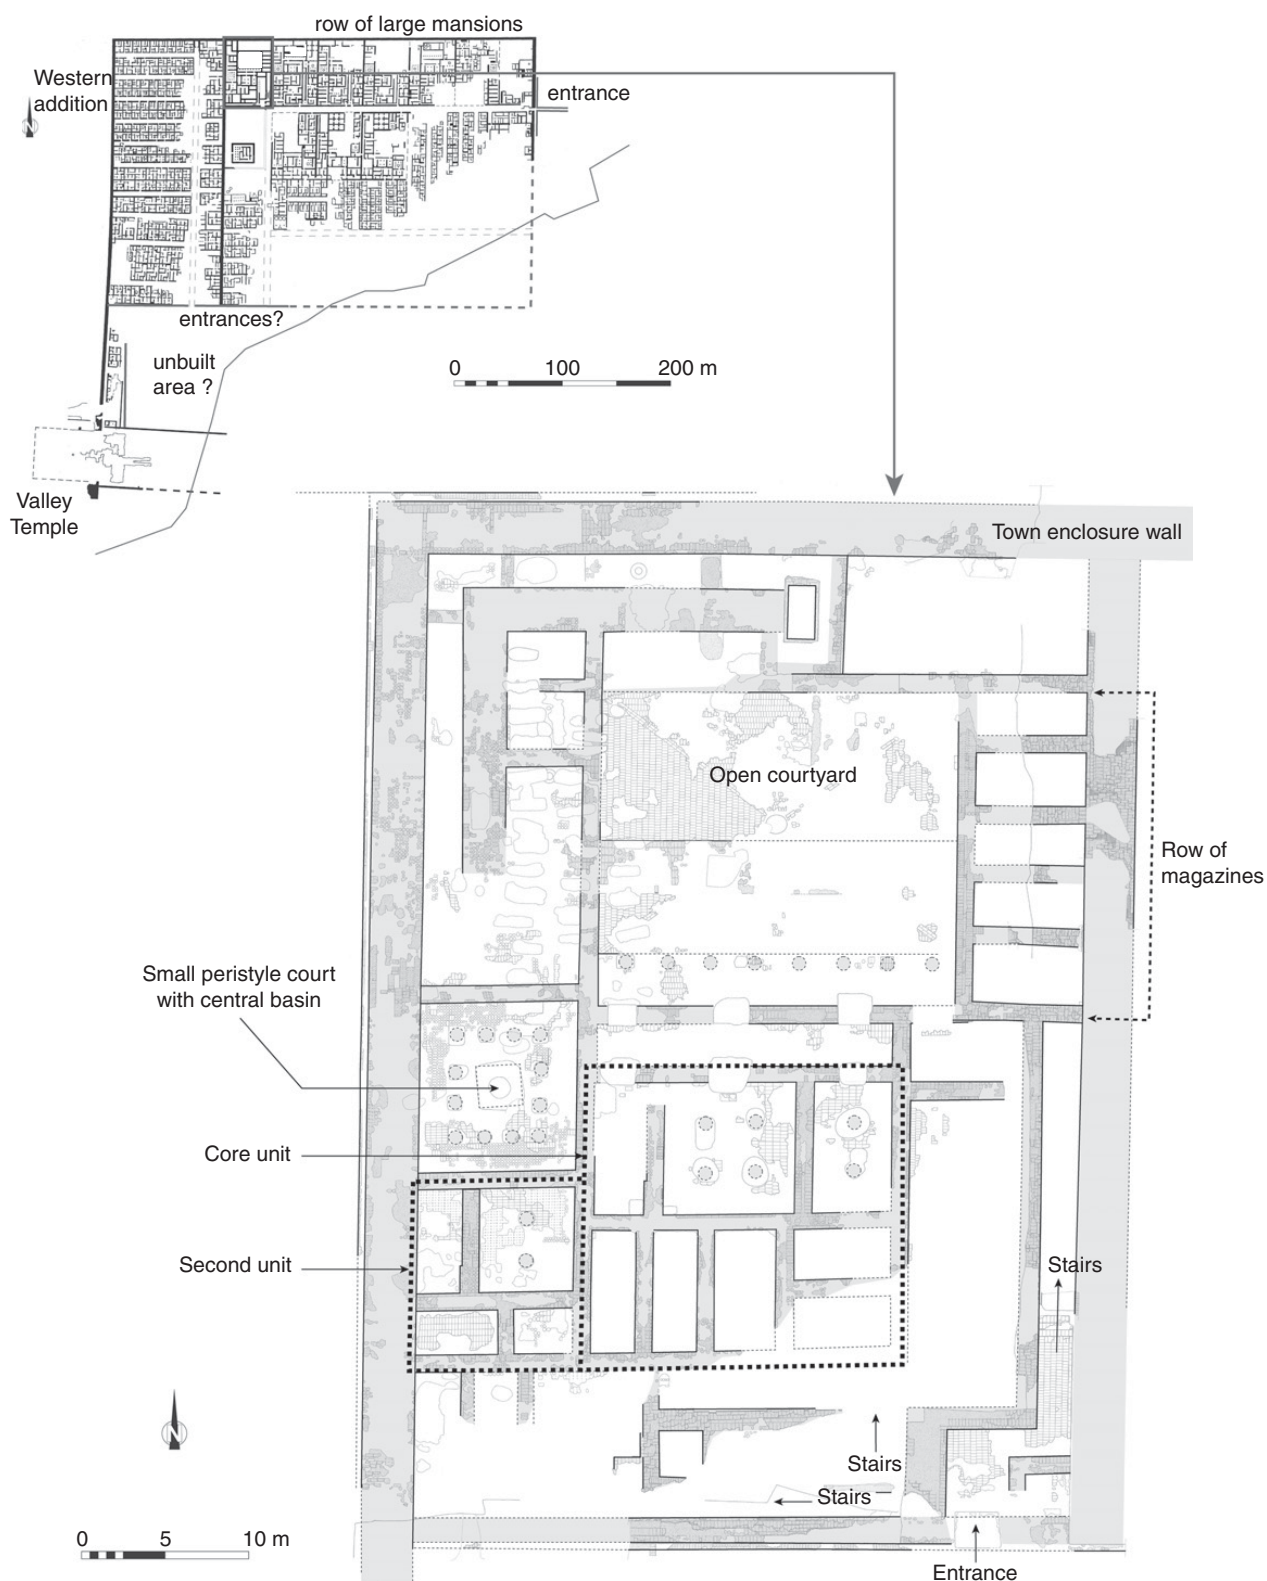 row of large mansions
Western
addition
entrance
N
entrances?
unbuilt
area ?
0 100 200 m
Valley
Temple
Town enclosure wall
Open courtyard
Row of
magazines
Small peristyle court
with central basin
Core unit
Second unit
Stairs
N
Stairs
Stairs
0 5 10 m
Entrance